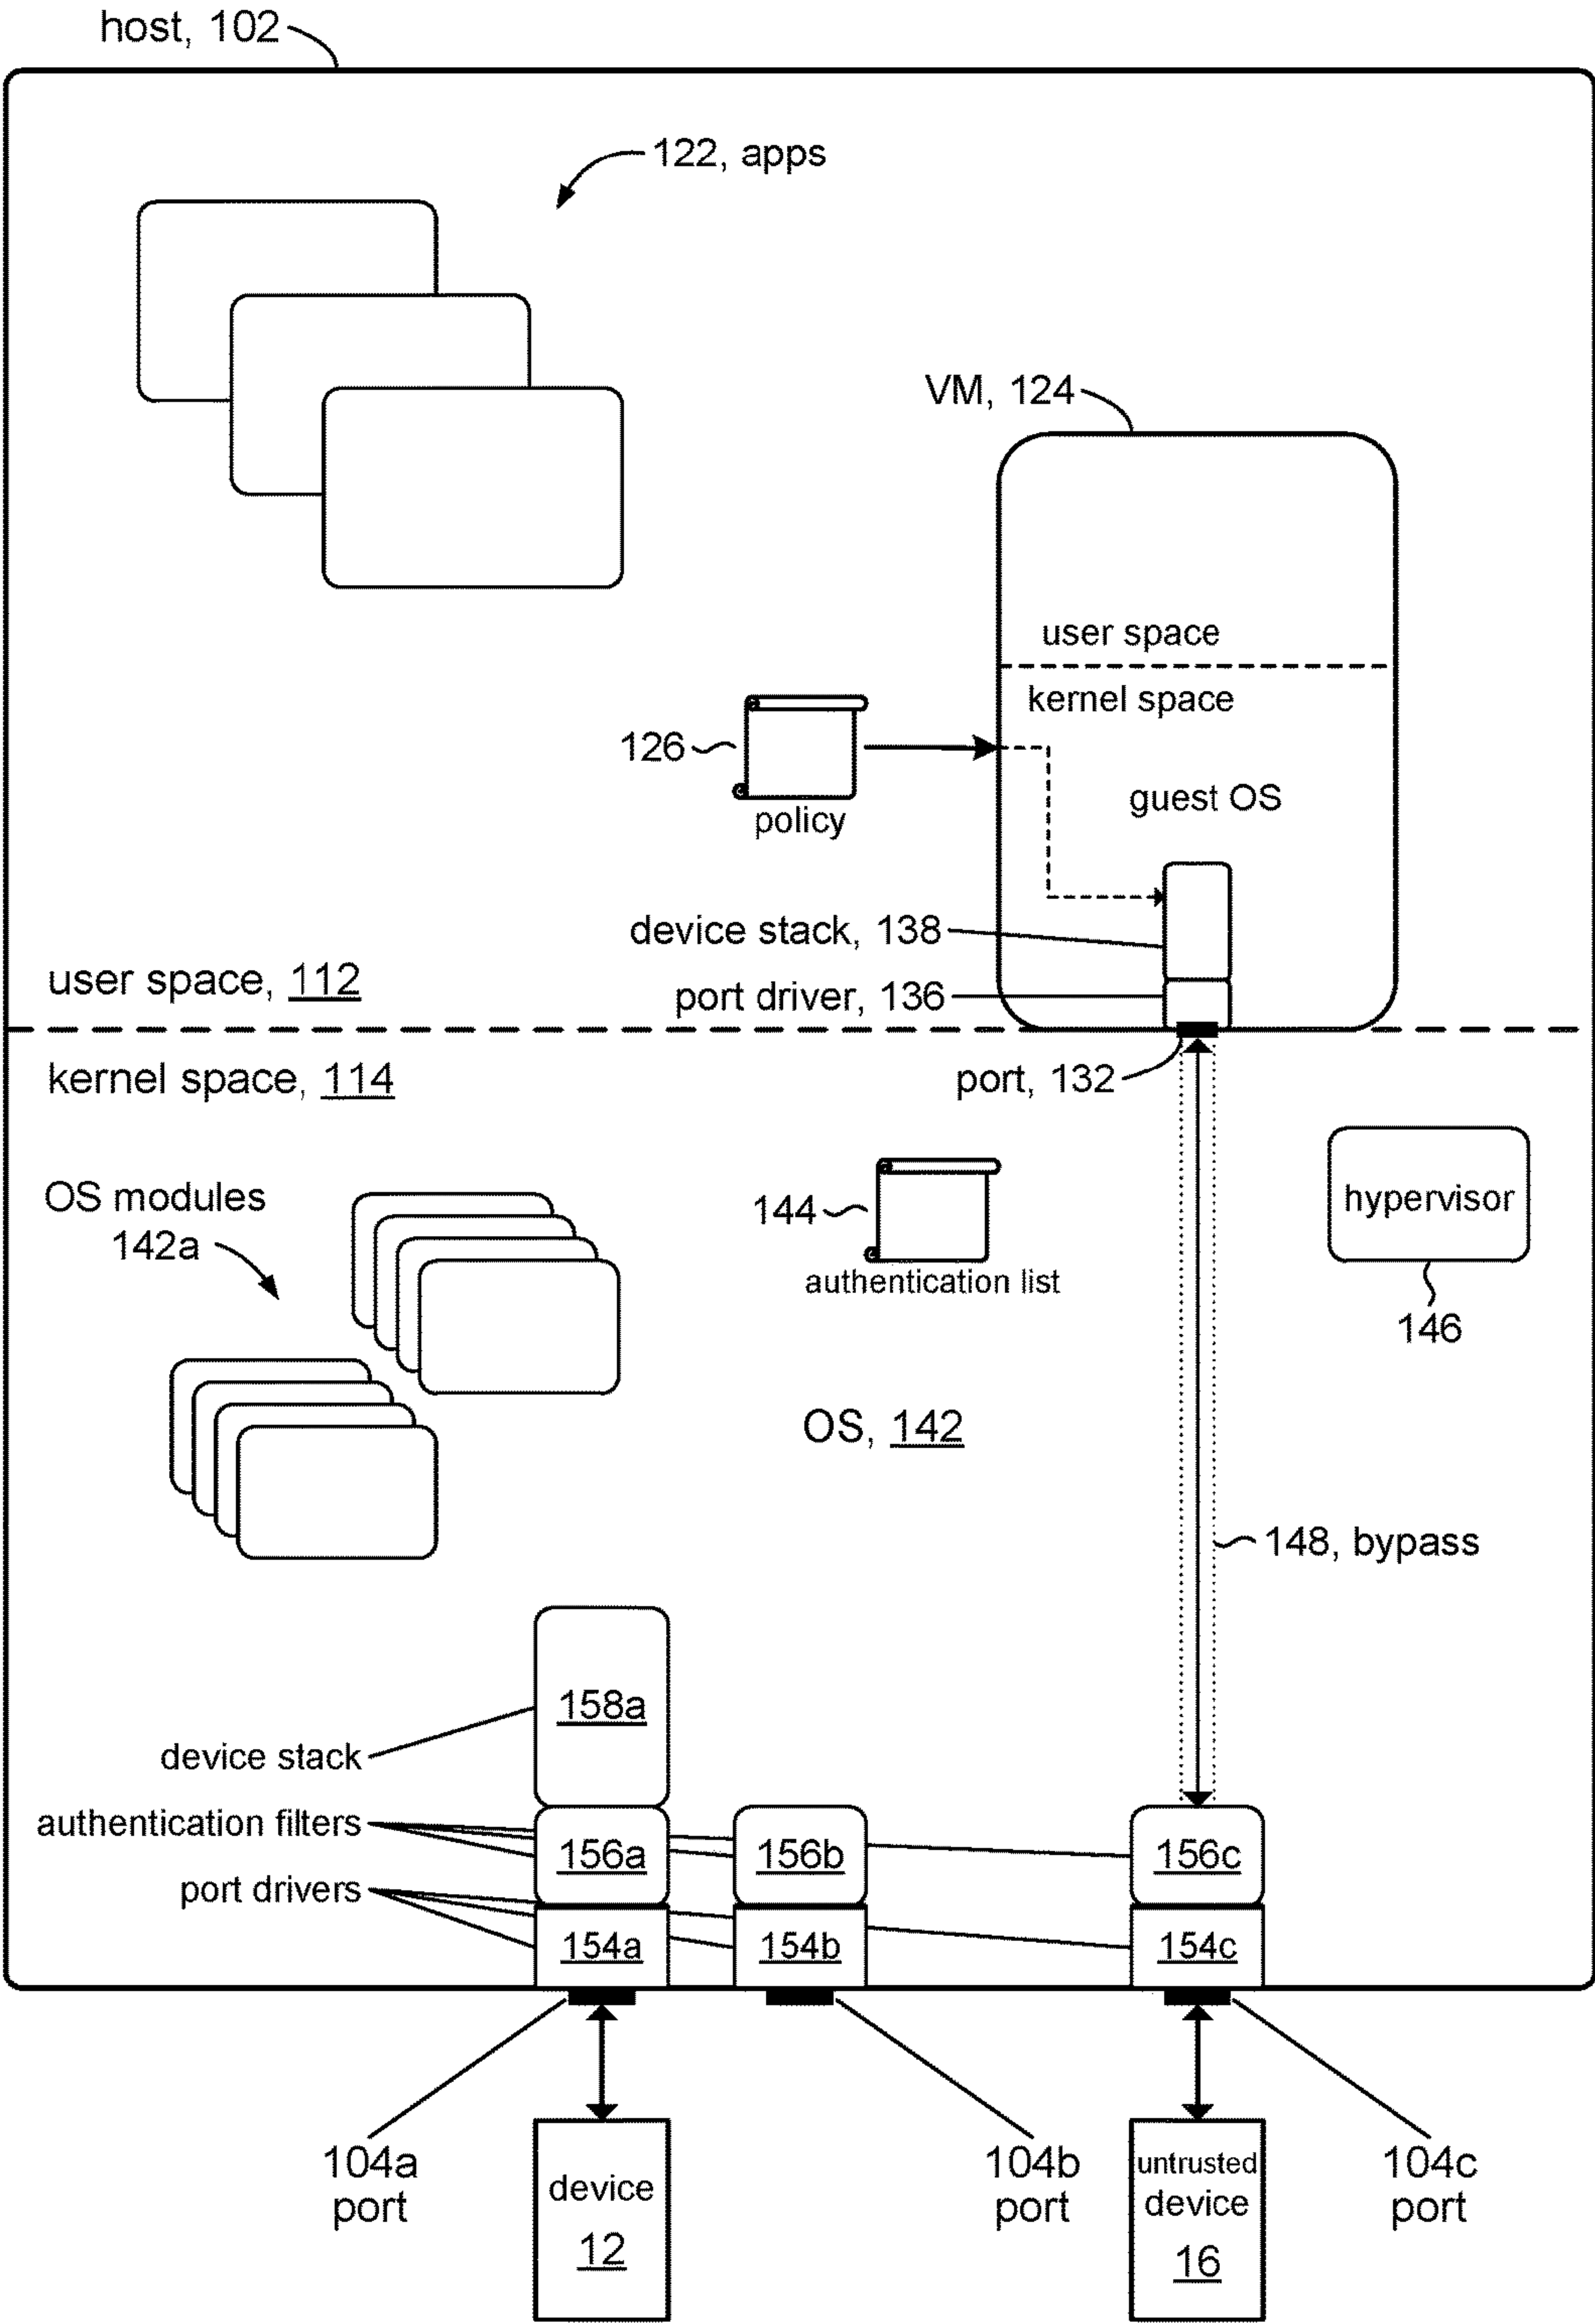 host, 102
122, apps
VM, 124
user space
kernel space
126
policy
guest OS
device stack, 138
port driver, 136
user space, 112
kernel space, 114
port, 132
OS modules
142a
144
authentication list
hypervisor
146
OS, 142
148, bypass
158a
device stack
authentication filters
156a
156b
156c
port drivers
154a
154b
154c
104a
port
device
12
104b
port
untrusted
device
16
104c
port